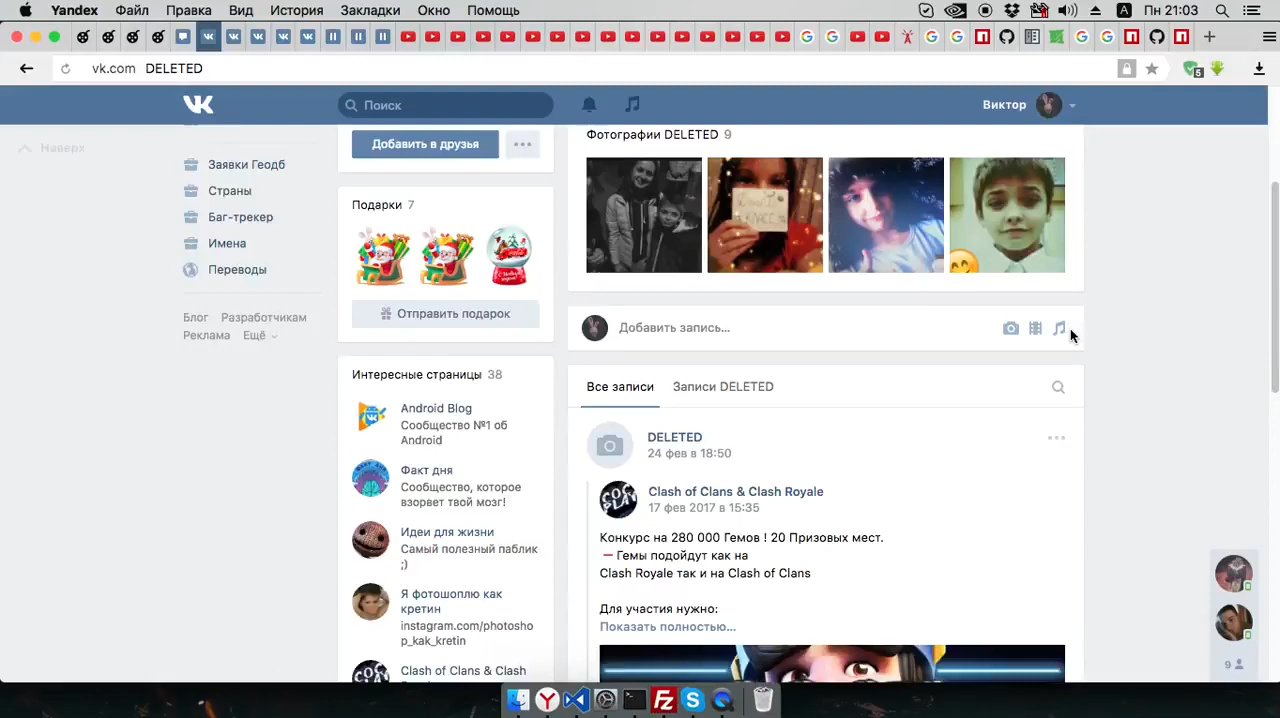 Yandex Файл Правка Вид История Закладки Окно Помощь
A Пн 21:03
vk.com DELETED
5
Поиск
Виктор
Наверх
Заявки Геодб
Страны
Баг-трекер
Имена
Переводы
Блог Разработчикам
Реклама Ещё
Добавить в друзья
Подарки 7
Отправить подарок
Интересные страницы 38
Android Blog
Сообщество №1 об
Android
Факт дня
Сообщество, которое
взорвет твой мозг!
Идеи для жизни
Самый полезный паблик
;)
Я фотошоплю как
кретин
instagram.com/photosho
p_kak_kretin
Clash of Clans & Clash
Фотографии DELETED 9
Добавить запись...
Все записи Записи DELETED
DELETED
24 фев в 18:50
COC
PLAY
Clash of Clans & Clash Royale
17 фев 2017 в 15:35
Конкурс на 280 000 Гемов ! 20 Призовых мест.
Гемы подойдут как на
Clash Royale так и на Clash of Clans
Для участия нужно:
Показать полностью...
9